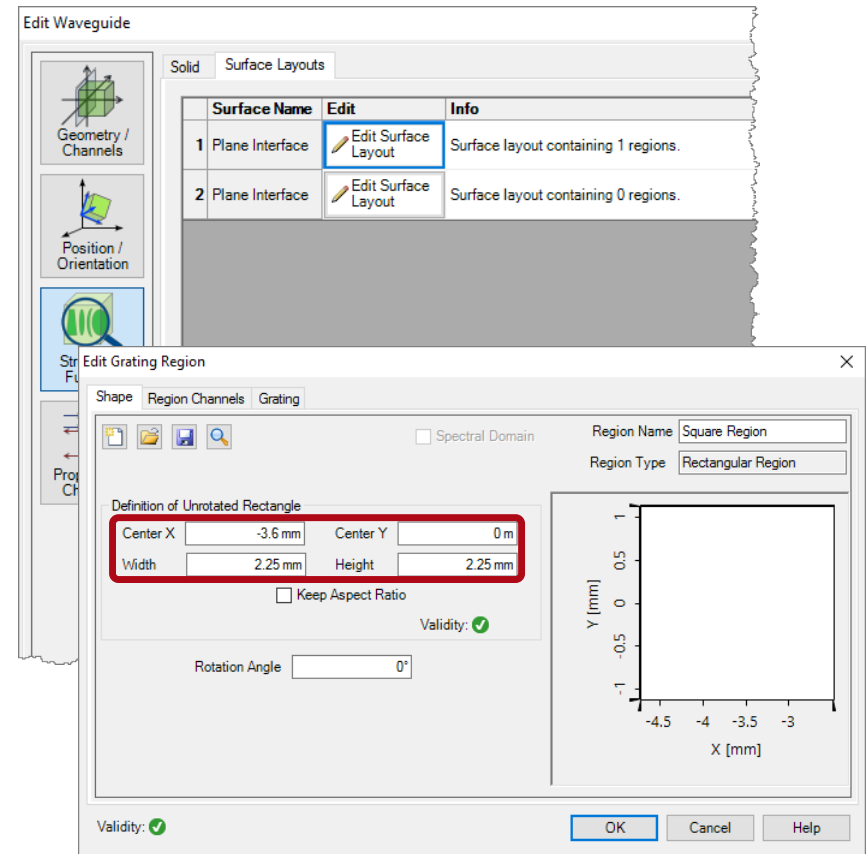 Edit Waveguide
Solid
Surface Layouts
Surface Name
Edit
Info
1
Plane Interface
Edit Surface
Layout
Surface layout containing 1 regions.
2
Plane Interface
Edit Surface
Layout
Surface layout containing 0 regions.
Geometry /
Channels
Position /
Orientation
Edit Grating Region
Shape
Region Channels
Grating
Spectral Domain
Region Name
Square Region
Region Type
Rectangular Region
Definition of Unrotated Rectangle
Center X
-3.6 mm
Center Y
0 m
Width
2.25 mm
Height
2.25 mm
Keep Aspect Ratio
Validity:
Rotation Angle
0°
Y [mm]
1
0.5
0
-0.5
-1
-4.5
-4
-3.5
-3
X [mm]
Validity:
OK
Cancel
Help